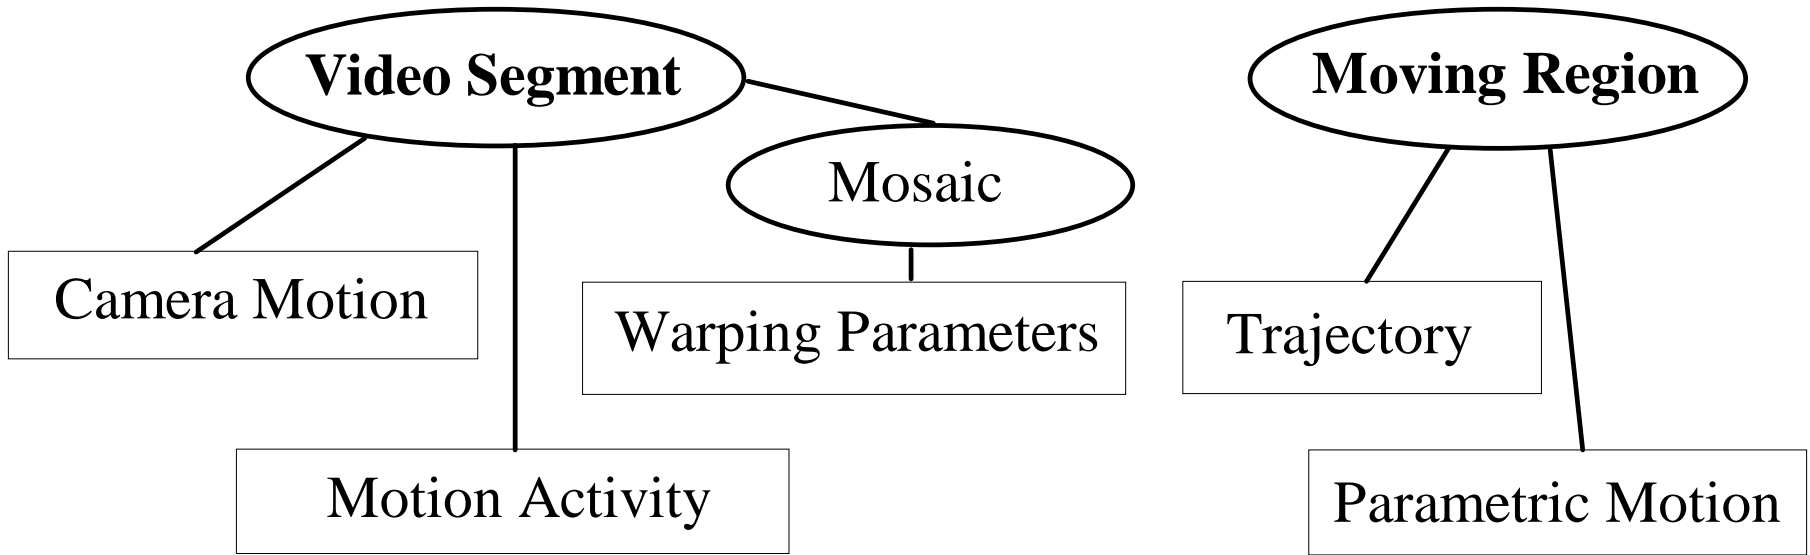 Video Segment
Moving Region
Mosaic
Camera Motion
Warping Parameters
Trajectory
Motion Activity
Parametric Motion